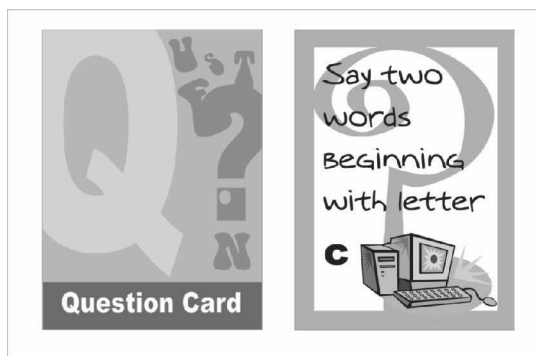 Q
U S T
?
N
Question Card
Say two
words
Beginning
with letter
C